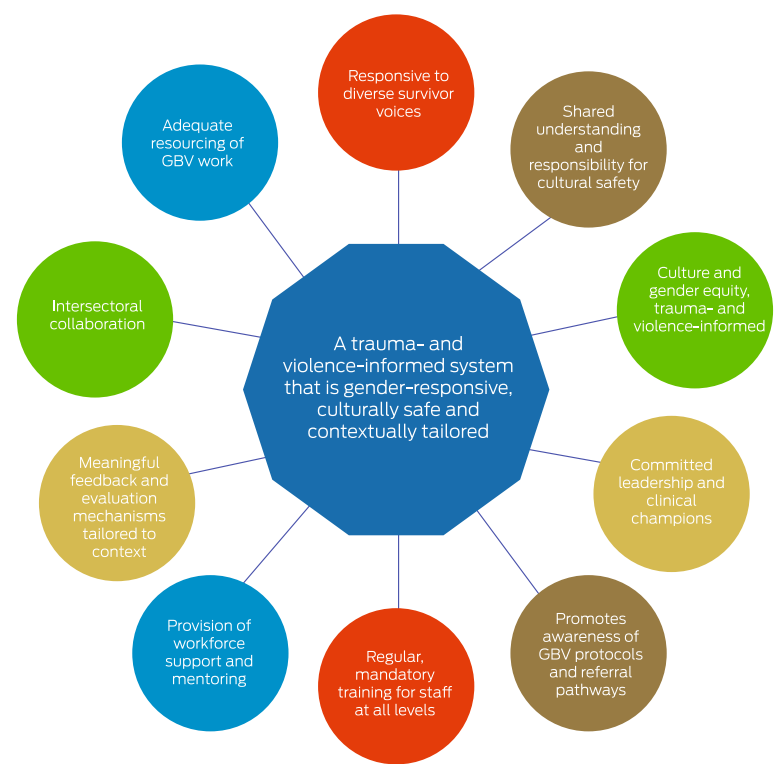 Responsive to
diverse survivor
voices
Shared
understanding
and
responsibility for
cultural safety
Culture and
gender equity,
trauma- and
violence-informed
Committed
leadership and
clinical
champions
Promotes
awareness of
GBV protocols
and referral
pathways
Regular,
mandatory
training for staff
at all levels
Provision of
workforce
support and
mentoring
Meaningful
feedback and
evaluation
mechanisms
tailored to
context
Intersectoral
collaboration
Adequate
resourcing of
GBV work
A trauma- and
violence-informed system
that is gender-responsive,
culturally safe and
contextually tailored